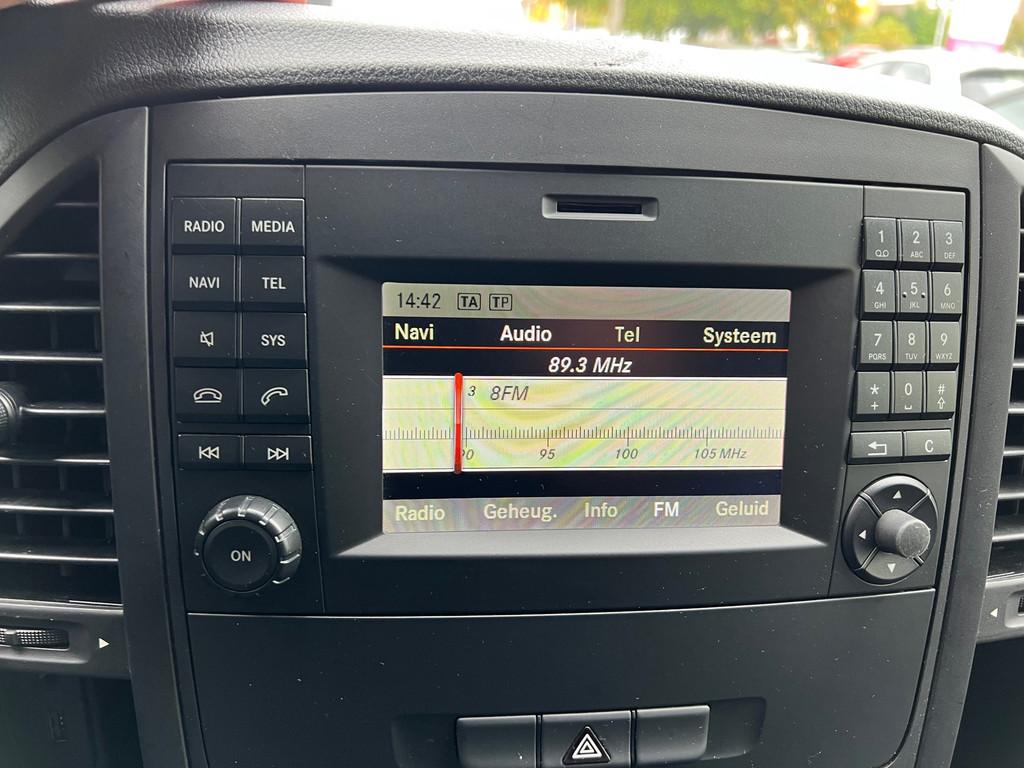 RADIO MEDIA
NAVI TEL
SYS
ON
14:42 TA TP
Navi Audio Tel Systeem
89.3 MHz
3 8FM
90 95 100 105 MHz
Radio Geheug. Info FM Geluid
1 2 3
ABC DEF
4 5 6
GHI JKL MNO
7 8 9
PQRS TUV WXYZ
* 0 #
+
C